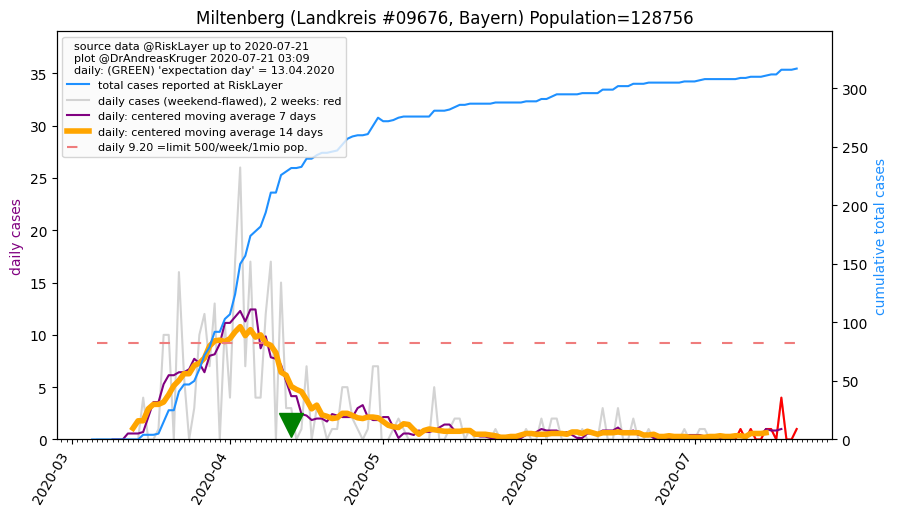 Miltenberg (Landkreis #09676, Bayern) Population=128756
source data @RiskLayer up to 2020-07-21
plot @DrAndreasKruger 2020-07-21 03:09
daily: (GREEN) 'expectation day' = 13.04.2020
total cases reported at RiskLayer
daily cases (weekend-flawed), 2 weeks: red
daily: centered moving average 7 days
daily: centered moving average 14 days
daily 9.20 =limit 500/week/1mio pop.
daily cases
35
30
25
20
15
10
5
0
cumulative total cases
300
250
200
150
100
50
0
2020-03
2020-04
2020-05
2020-06
2020-07